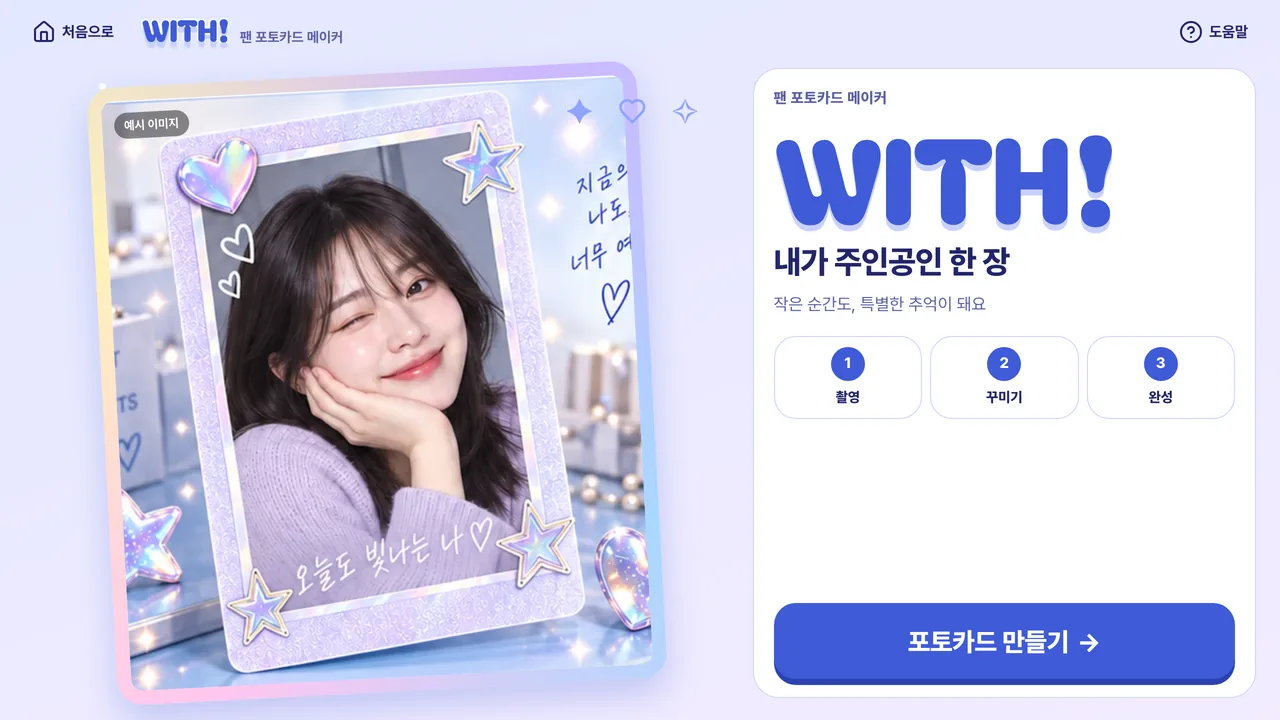 처음으로
WITH!
팬 포토카드 메이커
도움말
예시 이미지
지금의
나도
너무 예
TS
오늘도 빛나는 나
팬 포토카드 메이커
WITH!
내가 주인공인 한 장
작은 순간도, 특별한 추억이 돼요
1
촬영
2
꾸미기
3
완성
포토카드 만들기 →